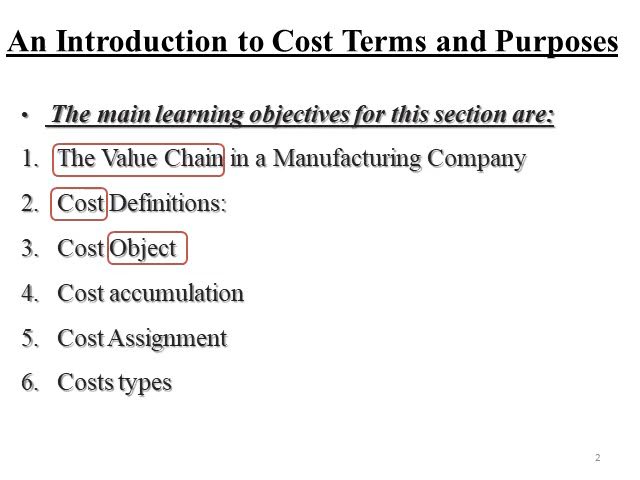 An Introduction to Cost Terms and Purposes
• The main learning objectives for this section are:
1. The Value Chain in a Manufacturing Company
2. Cost Definitions:
3. Cost Object
4. Cost accumulation
5. Cost Assignment
6. Costs types
2